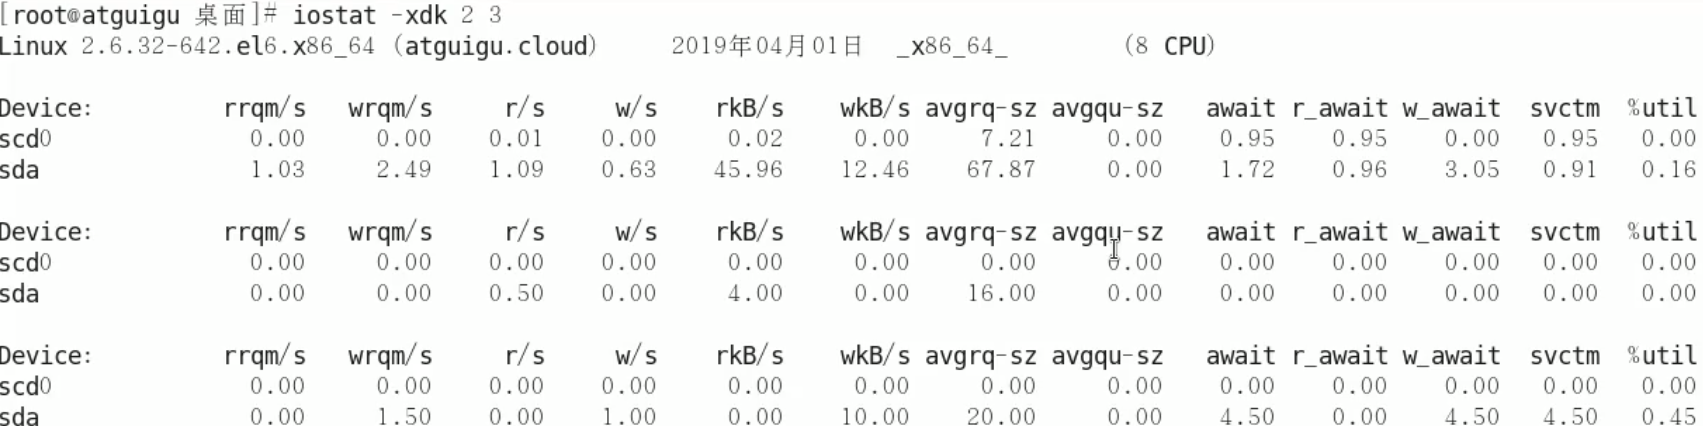 [root@atguigu 桌面]# iostat -xdk 2 3
Linux 2.6.32-642.el6.x86_64 (atguigu.cloud) 2019年04月01日 _x86_64_ (8 CPU)
Device: rrqm/s wrqm/s r/s w/s rkB/s wkB/s avgrq-sz avgqu-sz await r_await w_await svctm %util
scd0 0.00 0.00 0.01 0.00 0.02 0.00 7.21 0.00 0.95 0.95 0.00 0.95 0.00
sda 1.03 2.49 1.09 0.63 45.96 12.46 67.87 0.00 1.72 0.96 3.05 0.91 0.16
Device: rrqm/s wrqm/s r/s w/s rkB/s wkB/s avgrq-sz avgqu-sz await r_await w_await svctm %util
scd0 0.00 0.00 0.00 0.00 0.00 0.00 0.00 0.00 0.00 0.00 0.00 0.00 0.00
sda 0.00 0.00 0.50 0.00 4.00 0.00 16.00 0.00 0.00 0.00 0.00 0.00 0.00
Device: rrqm/s wrqm/s r/s w/s rkB/s wkB/s avgrq-sz avgqu-sz await r_await w_await svctm %util
scd0 0.00 0.00 0.00 0.00 0.00 0.00 0.00 0.00 0.00 0.00 0.00 0.00 0.00
sda 0.00 1.50 0.00 1.00 0.00 10.00 20.00 0.00 4.50 0.00 4.50 4.50 0.45